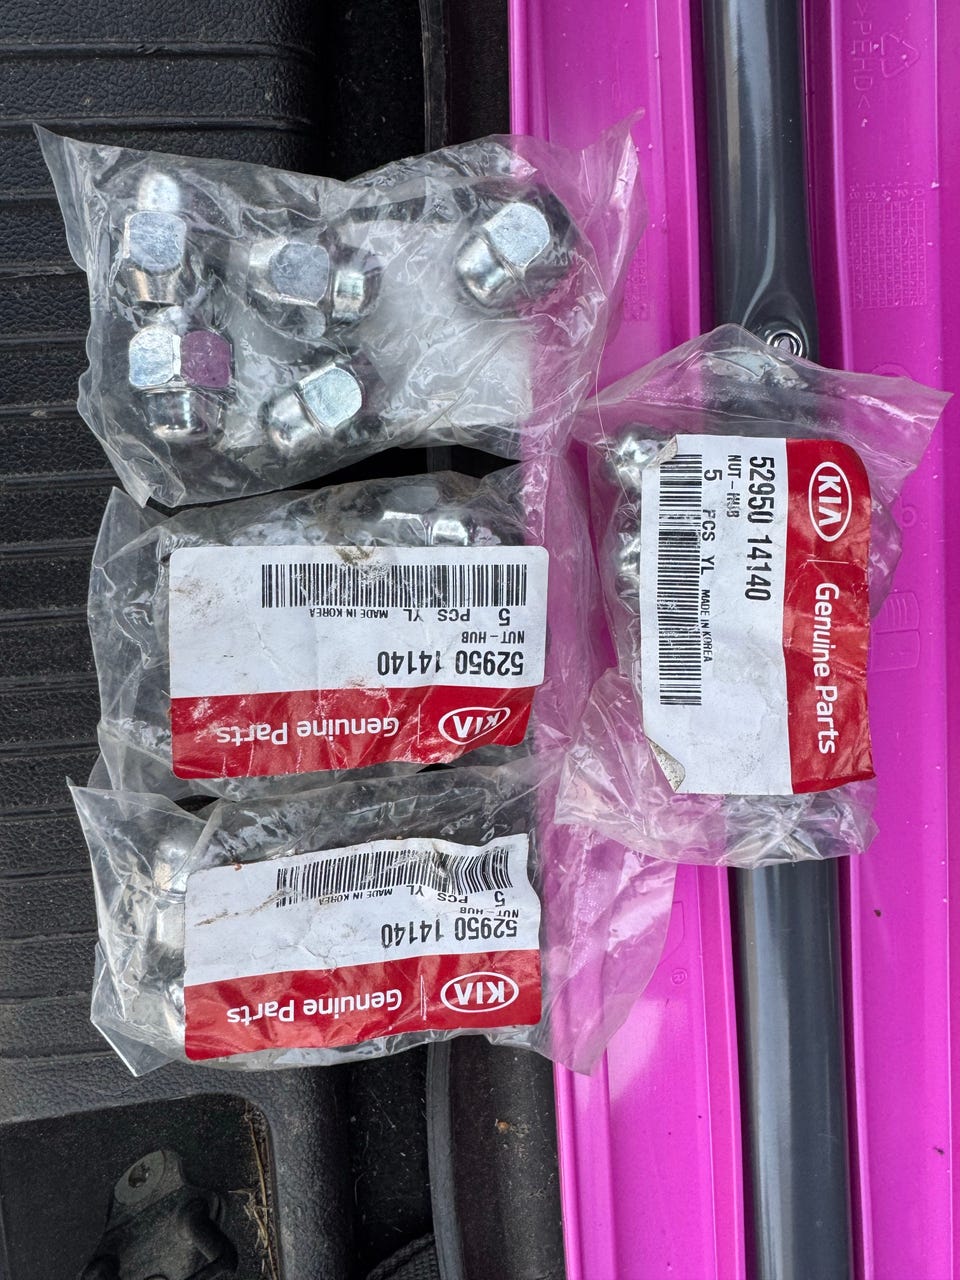 >PEHD<
52950 14140
NUT-HUB
5 PCS YL MADE IN KOREA
KIA Genuine Parts
52950 14140
NUT-HUB
5 PCS YL
MADE IN KOREA
KIA Genuine Parts
52950 14140
NUT-HUB
5 PCS YL
MADE IN KOREA
KIA Genuine Parts
®